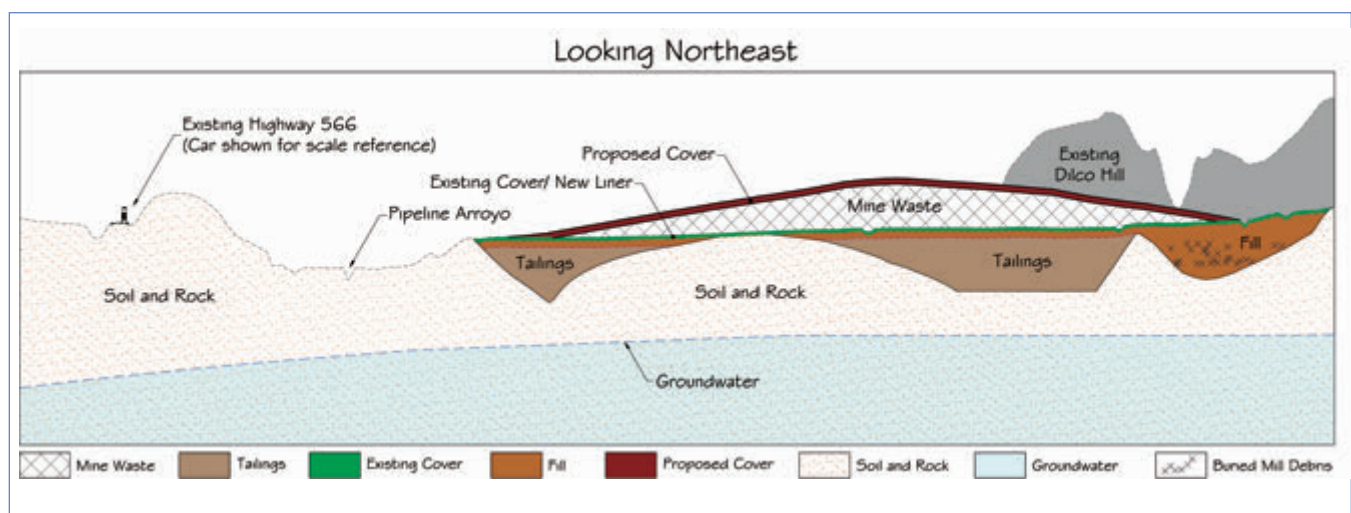 Looking Northeast
Existing Highway 566
(Car shown for scale reference)
Proposed Cover
Existing Cover/ New Liner
Pipeline Arroyo
Existing
Dilco Hill
Mine Waste
Tailings
Tailings
Fill
Soil and Rock
Soil and Rock
Groundwater
Mine Waste
Tailings
Existing Cover
Fill
Proposed Cover
Soil and Rock
Groundwater
Buried Mill Debris